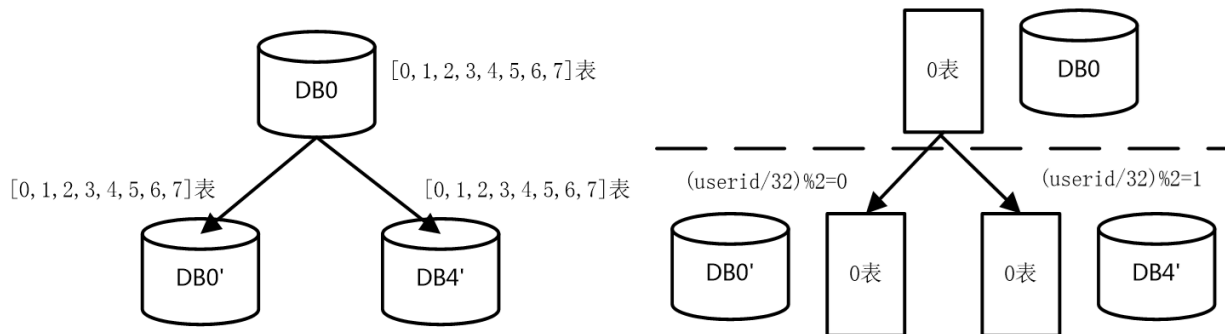 DB0
[0,1,2,3,4,5,6,7]表
[0,1,2,3,4,5,6,7]表
[0,1,2,3,4,5,6,7]表
DB0'
DB4'
0表
DB0
(userid/32)%2=0
(userid/32)%2=1
DB0'
0表
0表
DB4'